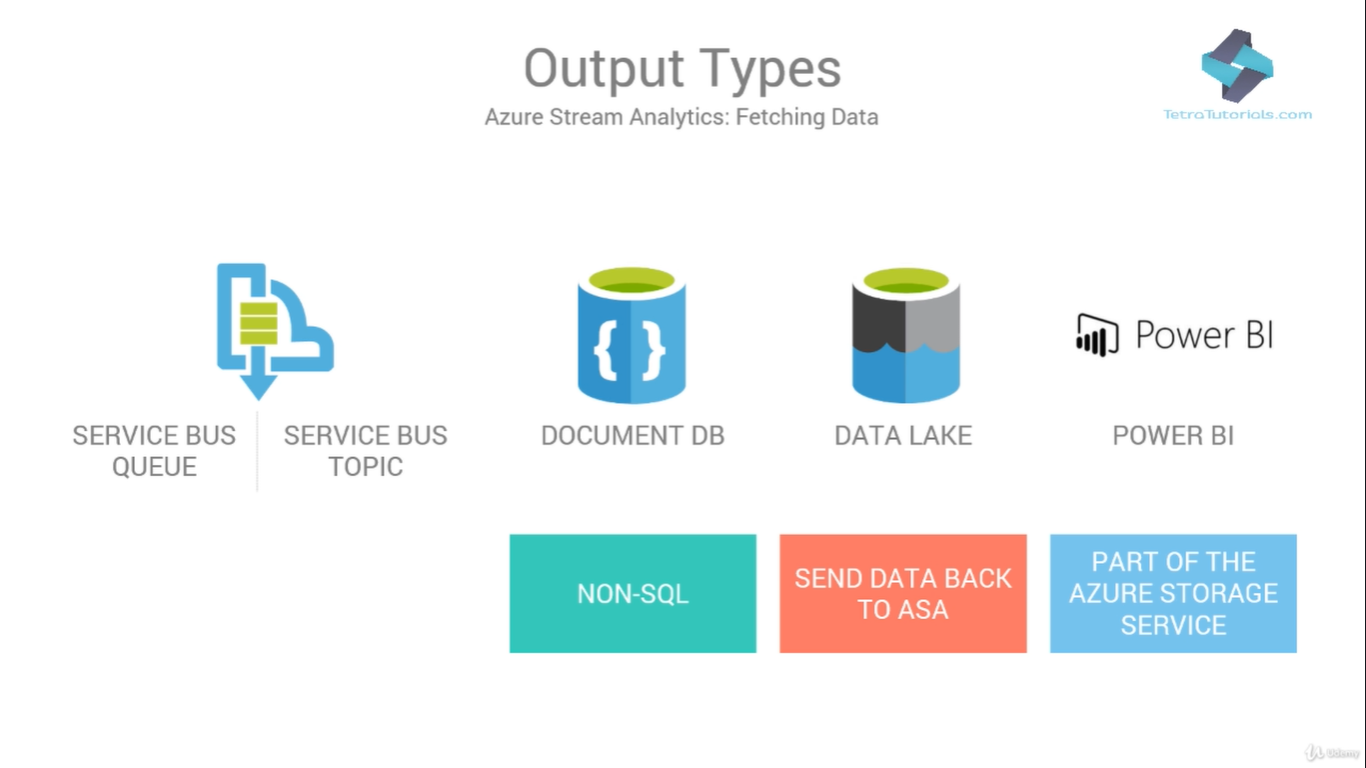 Output Types
Azure Stream Analytics: Fetching Data
TetraTutorials.com
Power BI
SERVICE BUS
QUEUE
SERVICE BUS
TOPIC
DOCUMENT DB
DATA LAKE
POWER BI
NON-SQL
SEND DATA BACK
TO ASA
PART OF THE
AZURE STORAGE
SERVICE
Udemy